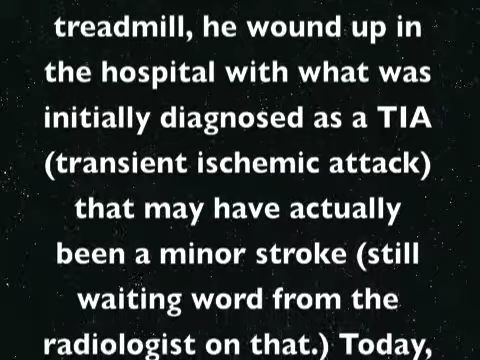 treadmill, he wound up in
the hospital with what was
initially diagnosed as a TIA
(transient ischemic attack)
that may have actually
been a minor stroke (still
waiting word from the
radiologist on that.) Today,